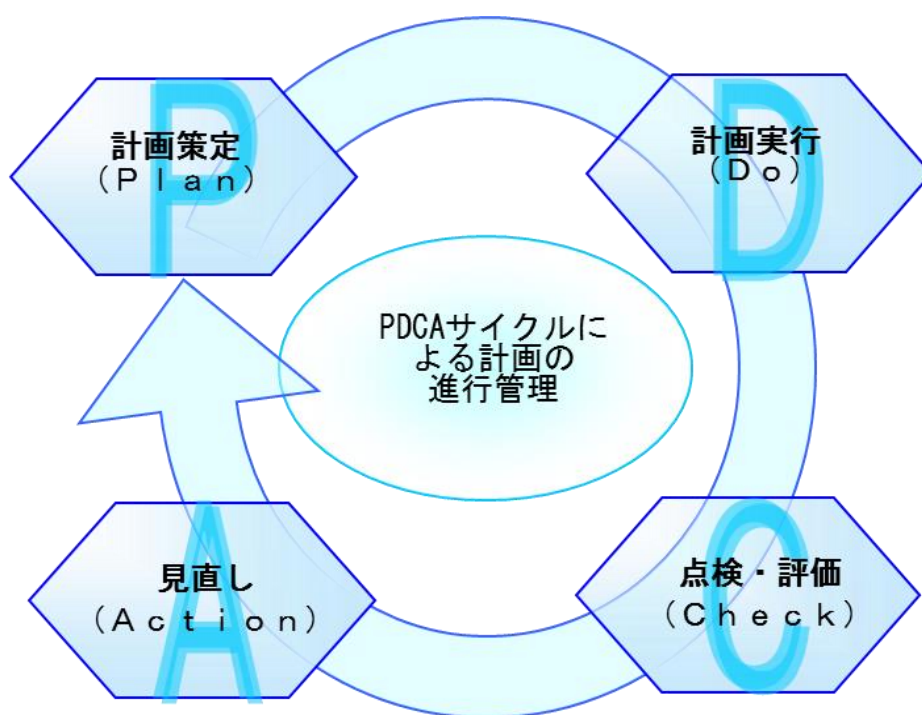 P
計画策定
（Ｐｌａｎ）
D
計画実行
（Ｄｏ）
PDCAサイクルに
よる計画の
進行管理
A
見直し
（Ａｃｔｉｏｎ）
C
点検・評価
（Ｃｈｅｃｋ）